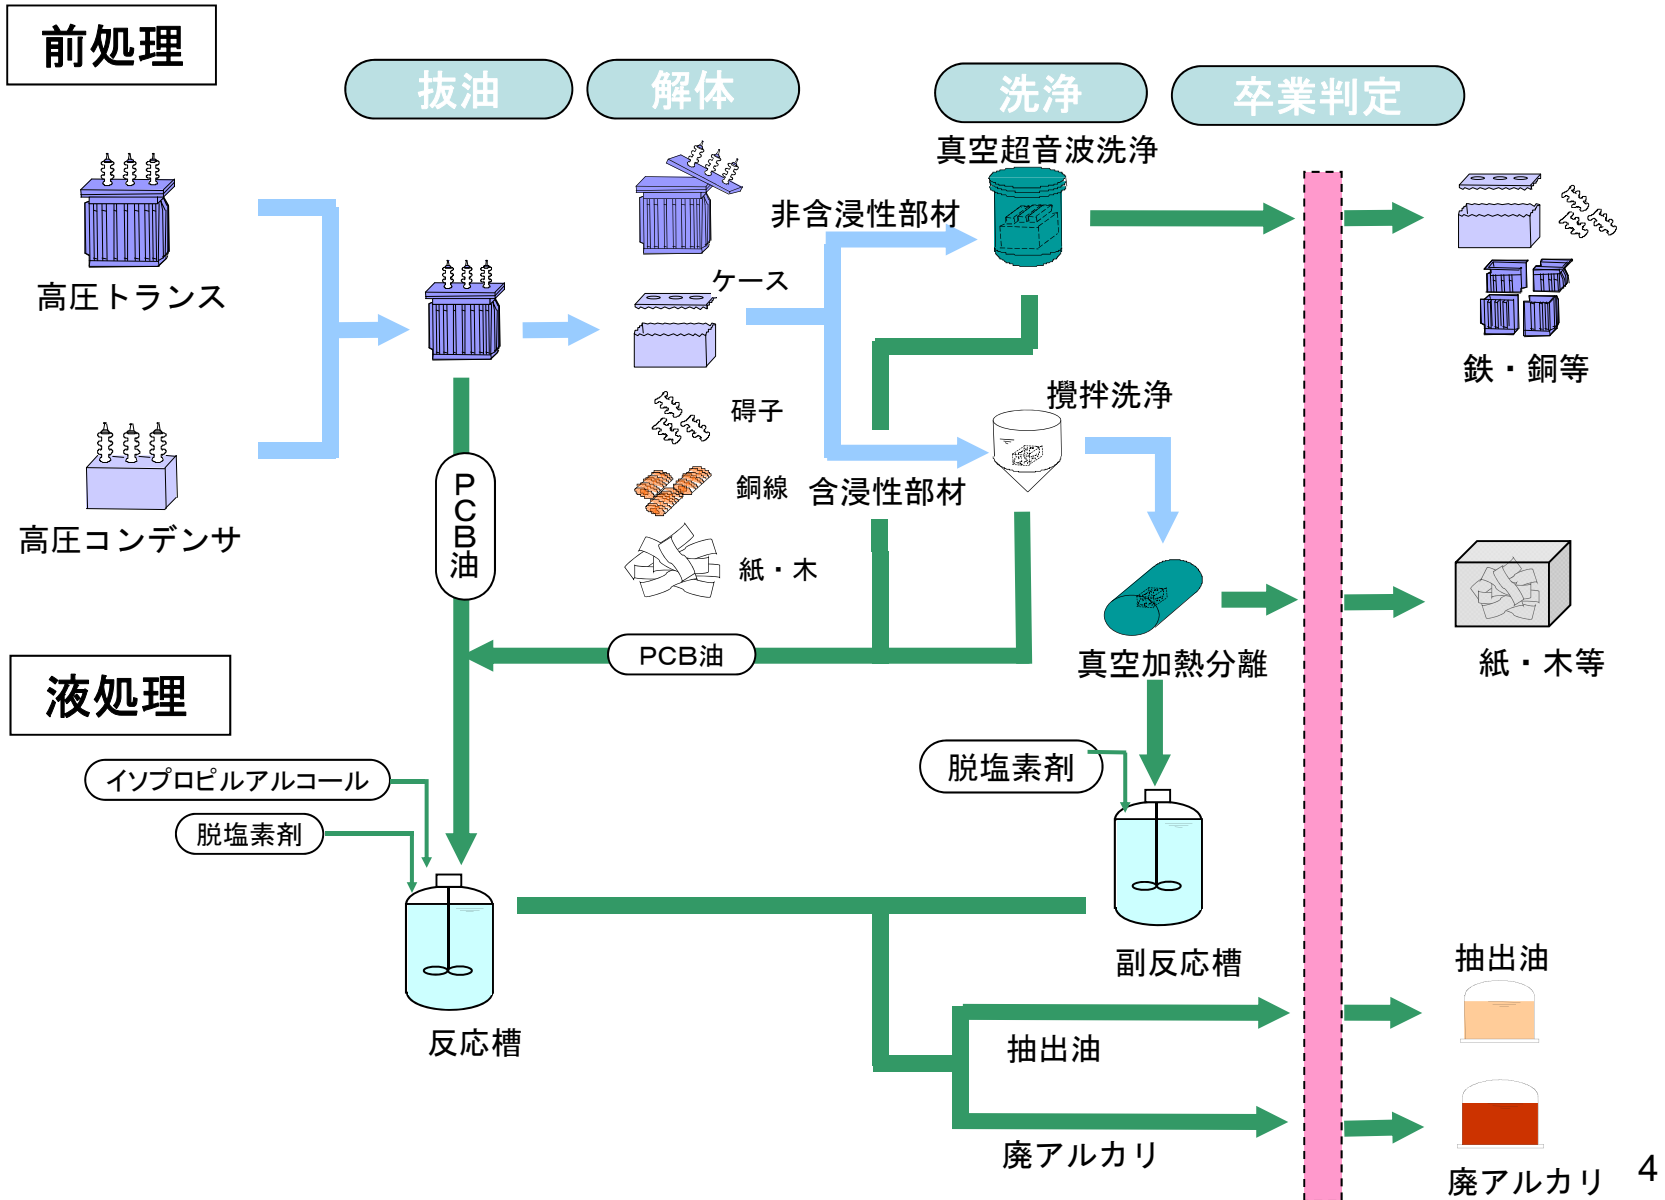 前処理
抜油
解体
洗浄
卒業判定
真空超音波洗浄
非含浸性部材
高圧トランス
ケース
鉄・銅等
攪拌洗浄
碍子
PCB油
銅線
含浸性部材
高圧コンデンサ
紙・木
PCB油
真空加熱分離
紙・木等
液処理
イソプロピルアルコール
脱塩素剤
脱塩素剤
副反応槽
抽出油
反応槽
抽出油
廃アルカリ
廃アルカリ
4